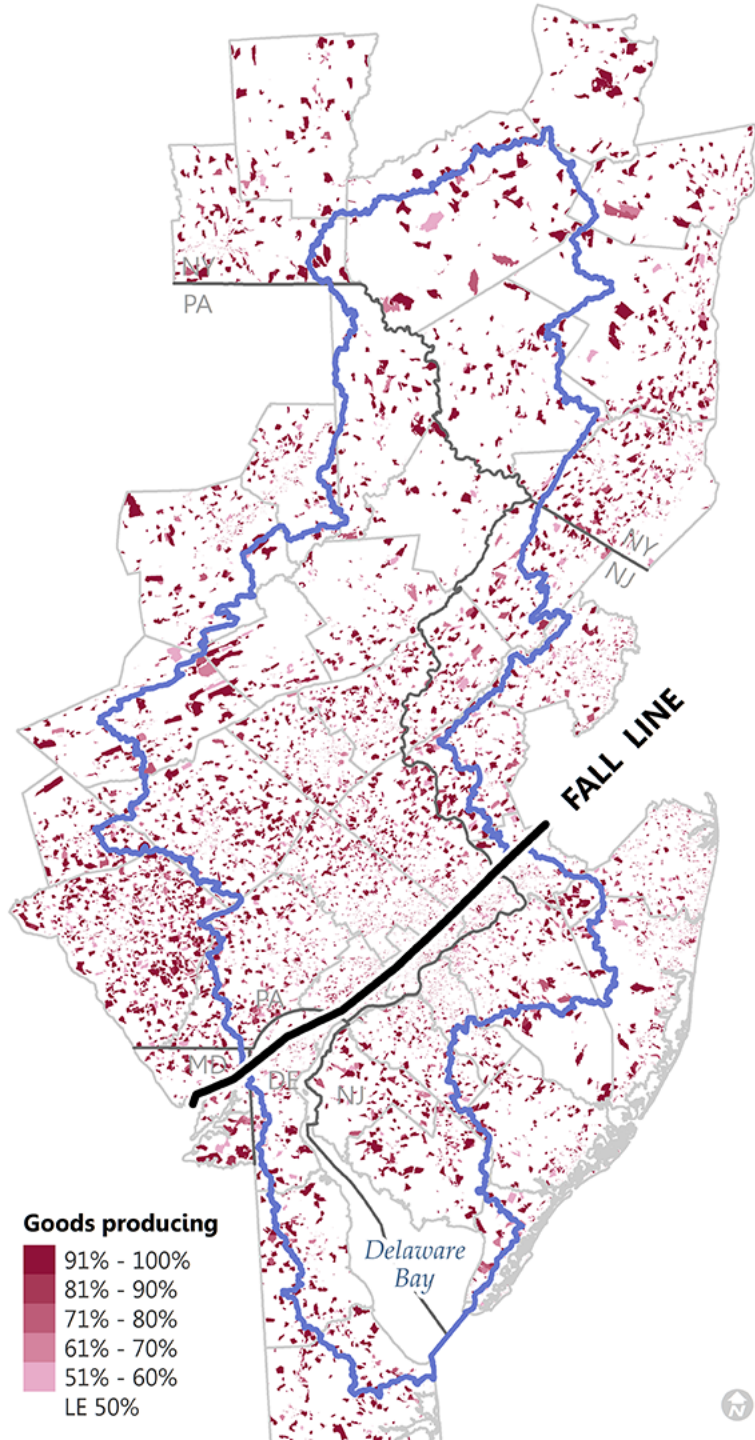 NY
PA
NY
NJ
FALL LINE
PA
MD
DE
NJ
Delaware
Bay
Goods producing
91% - 100%
81% - 90%
71% - 80%
61% - 70%
51% - 60%
LE 50%
N